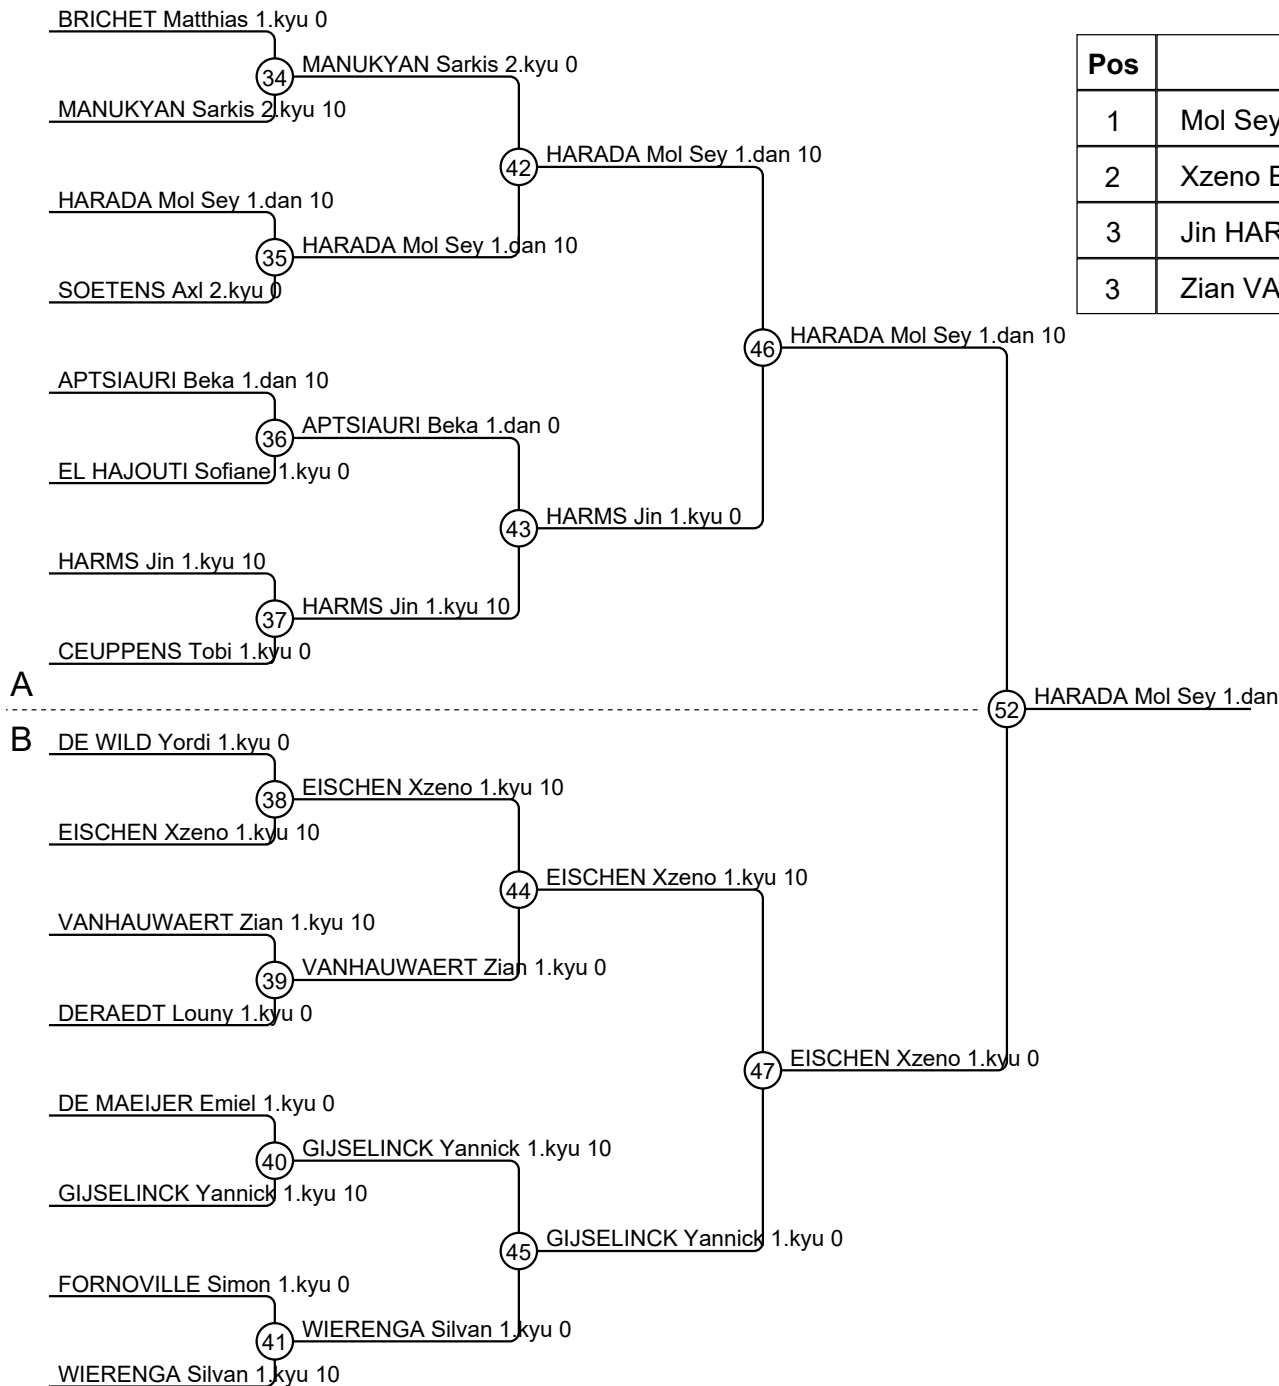 BRICHET Matthias 1.kyu 0
34
MANUKYAN Sarkis 2.kyu 0
MANUKYAN Sarkis 2.kyu 10
42
HARADA Mol Sey 1.dan 10
HARADA Mol Sey 1.dan 10
35
HARADA Mol Sey 1.dan 10
SOETENS Axl 2.kyu 0
46
HARADA Mol Sey 1.dan 10
APTSIAURI Beka 1.dan 10
36
APTSIAURI Beka 1.dan 0
EL HAJOUTI Sofiane 1.kyu 0
43
HARMS Jin 1.kyu 0
HARMS Jin 1.kyu 10
37
HARMS Jin 1.kyu 10
CEUPPENS Tobi 1.kyu 0
A
52
HARADA Mol Sey 1.dan
B
DE WILD Yordi 1.kyu 0
38
EISCHEN Xzeno 1.kyu 10
EISCHEN Xzeno 1.kyu 10
44
EISCHEN Xzeno 1.kyu 10
VANHAUWAERT Zian 1.kyu 10
39
VANHAUWAERT Zian 1.kyu 0
DERAEDT Louny 1.kyu 0
47
EISCHEN Xzeno 1.kyu 0
DE MAEIJER Emiel 1.kyu 0
40
GIJSELINCK Yannick 1.kyu 10
GIJSELINCK Yannick 1.kyu 10
45
GIJSELINCK Yannick 1.kyu 0
FORNOVILLE Simon 1.kyu 0
41
WIERENGA Silvan 1.kyu 0
WIERENGA Silvan 1.kyu 10
Pos
1 Mol Sey
2 Xzeno E
3 Jin HAR
3 Zian VA